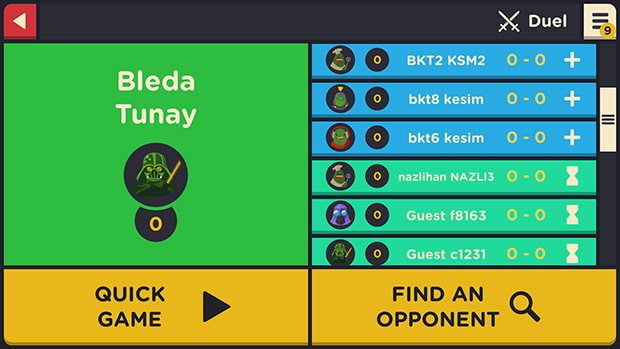 Duel
9
Bleda
Tunay
0
0 BKT2 KSM2 0 - 0
0 bkt8 kesim 0 - 0
0 bkt6 kesim 0 - 0
0 nazlihan NAZLI3 0 - 0
0 Guest f8163 0 - 0
0 Guest c1231 0 - 0
QUICK
GAME
FIND AN
OPPONENT